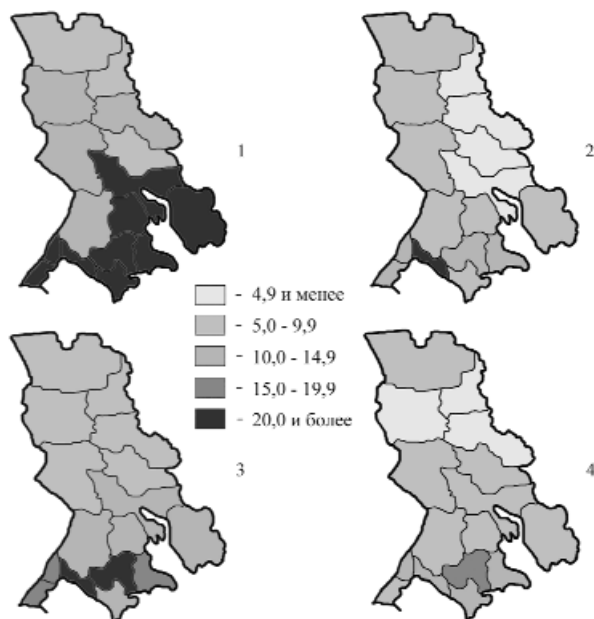 1
2
- 4,9 и менее
- 5,0 - 9,9
- 10,0 - 14,9
- 15,0 - 19,9
- 20,0 и более
3
4